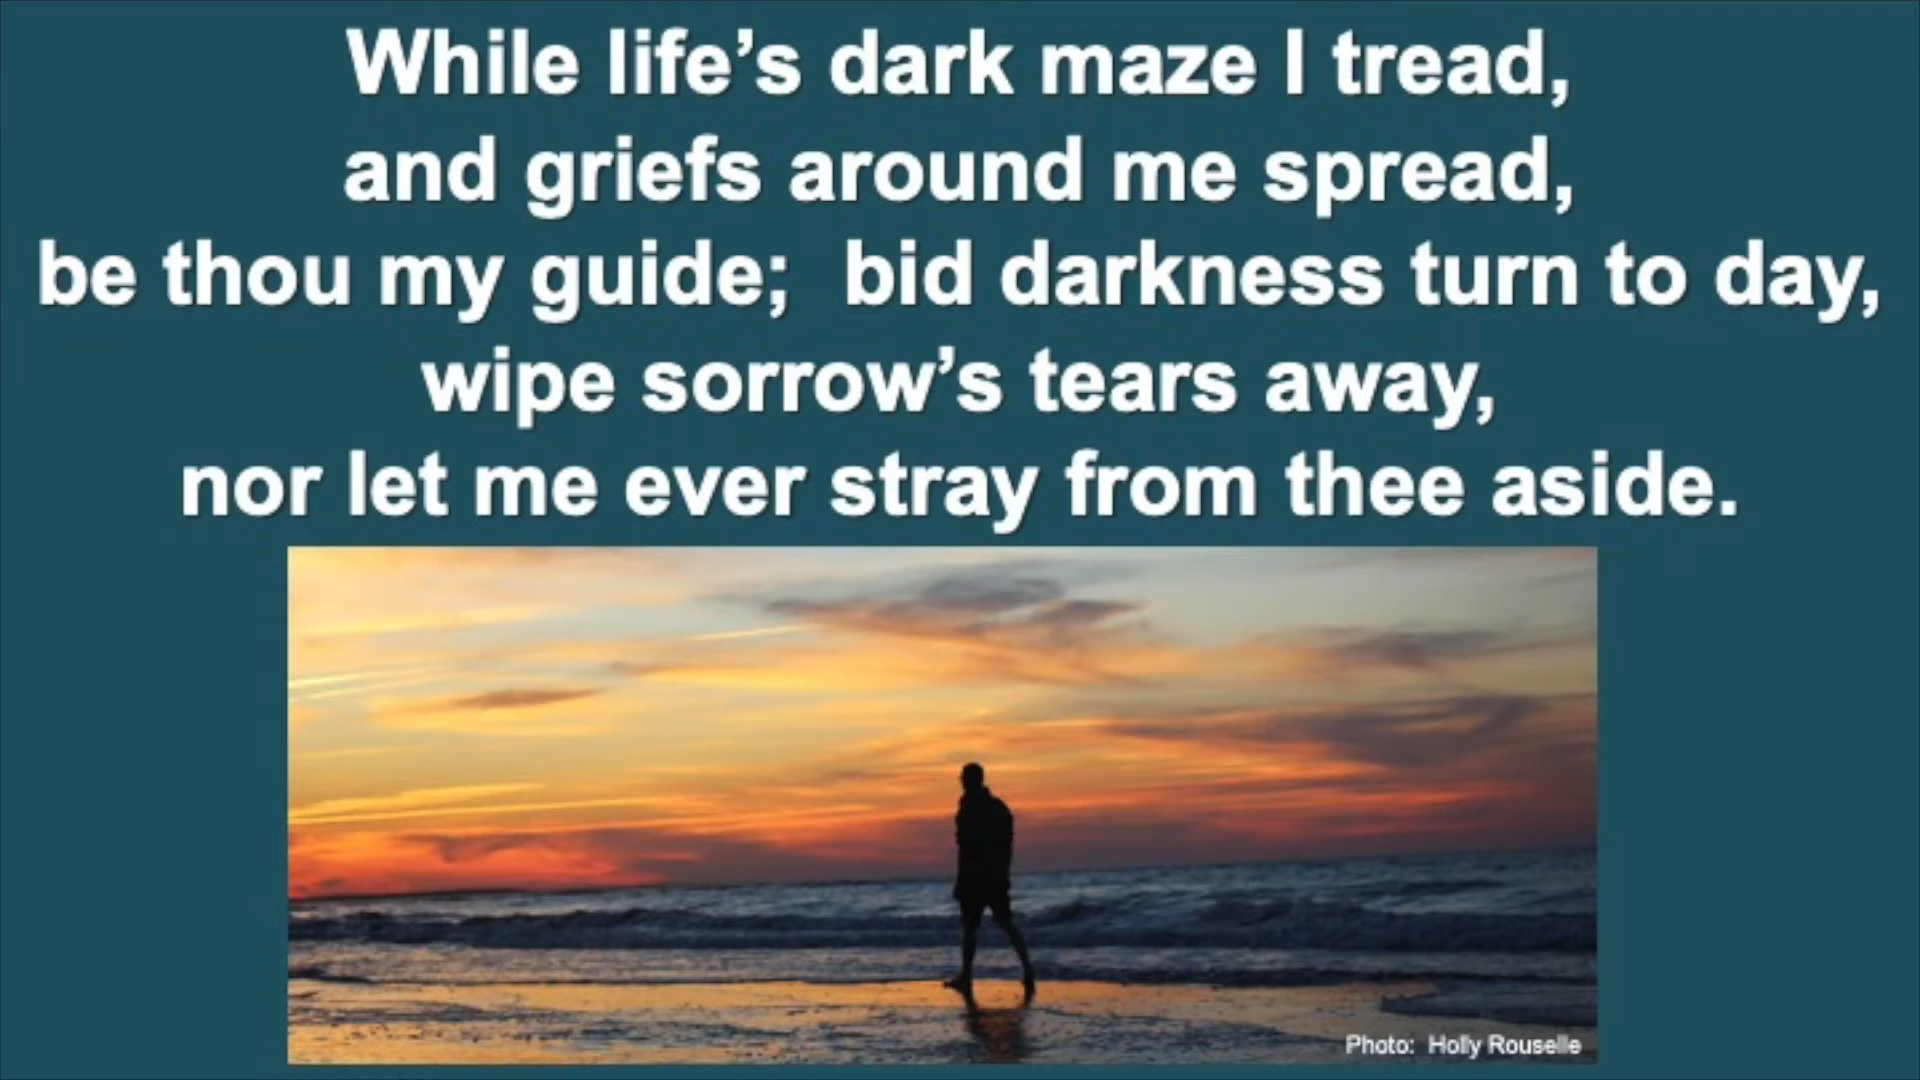 While life’s dark maze I tread,
and griefs around me spread,
be thou my guide;  bid darkness turn to day,
wipe sorrow’s tears away,
nor let me ever stray from thee aside.
Photo:  Holly Rouselle